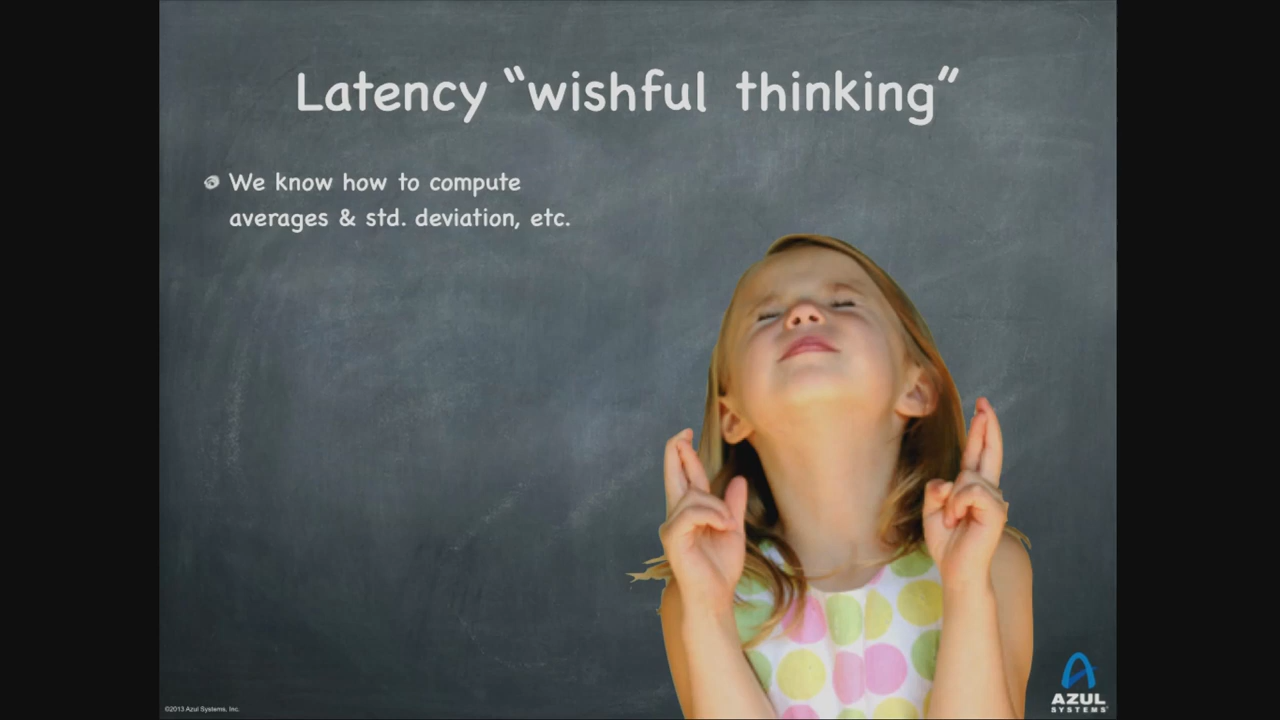 Latency “wishful thinking”
We know how to compute
averages & std. deviation, etc.
©2013 Azul Systems, Inc.
AZUL
SYSTEMS